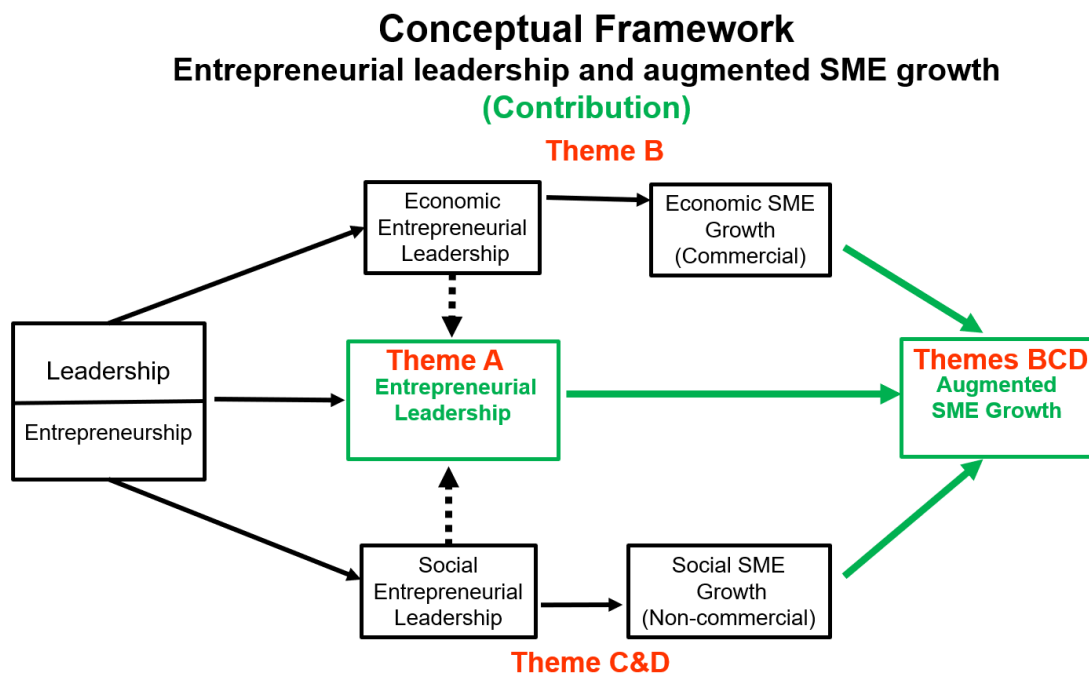 Conceptual Framework
Entrepreneurial leadership and augmented SME growth
(Contribution)
Theme B
Economic
Entrepreneurial
Leadership
Economic SME
Growth
(Commercial)
Leadership
Entrepreneurship
Theme A
Entrepreneurial
Leadership
Themes BCD
Augmented
SME Growth
Social
Entrepreneurial
Leadership
Social SME
Growth
(Non-commercial)
Theme C&D